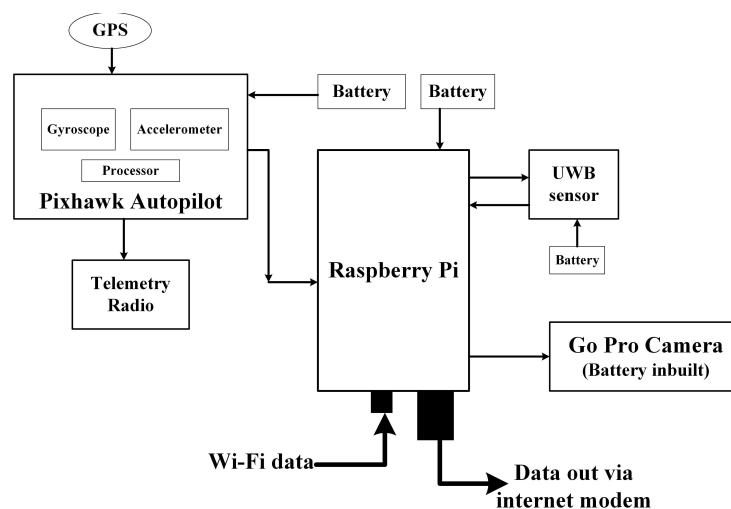 GPS
Battery
Battery
Gyroscope
Accelerometer
Processor
Pixhawk Autopilot
UWB
sensor
Battery
Telemetry
Radio
Raspberry Pi
Go Pro Camera
(Battery inbuilt)
Wi-Fi data
Data out via
internet modem